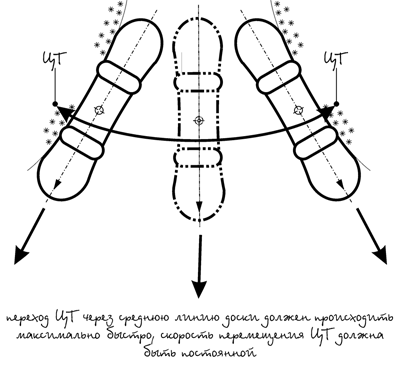 ЦТ
ЦТ
переход ЦТ через среднюю линию доски должен происходить
максимально быстро, скорость перемещения ЦТ должна
быть постоянной